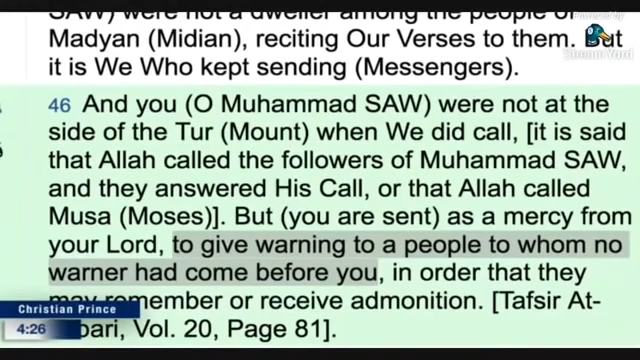 SAW) were not a dweller among the people of
Madyan (Midian), reciting Our Verses to them. But
it is We Who kept sending (Messengers).
46 And you (O Muhammad SAW) were not at the
side of the Tur (Mount) when We did call, [it is said
that Allah called the followers of Muhammad SAW,
and they answered His Call, or that Allah called
Musa (Moses)]. But (you are sent) as a mercy from
your Lord, to give warning to a people to whom no
warner had come before you, in order that they
may remember or receive admonition. [Tafsir At-
bari, Vol. 20, Page 81].
Powered by
StreamYard
Christian Prince
4:26